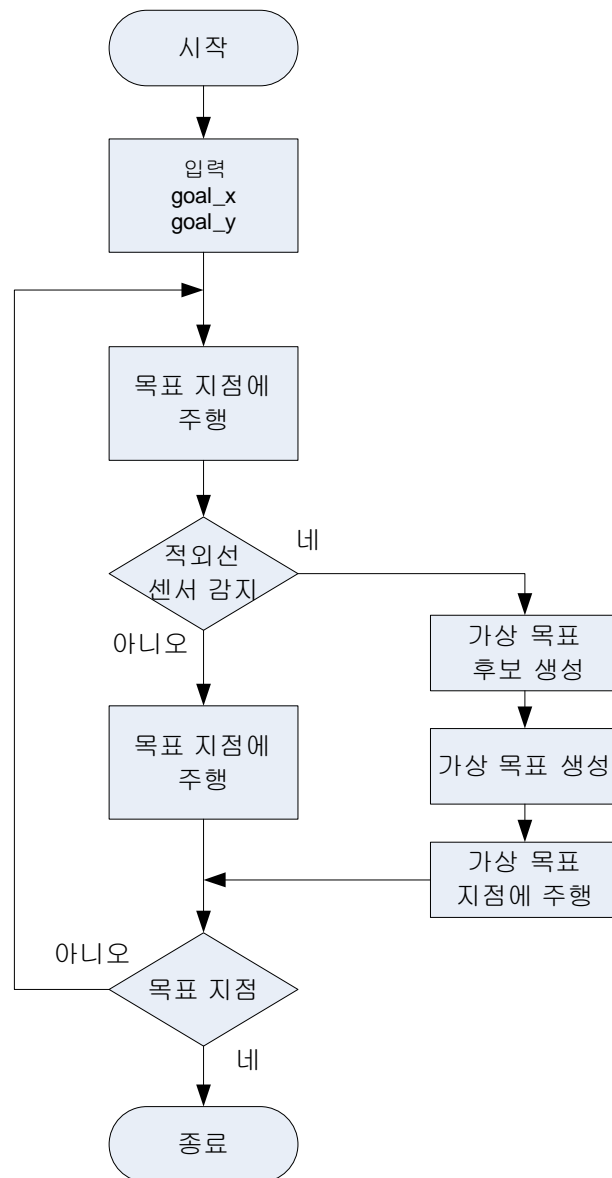 시작
입력
goal_x
goal_y
목표 지점에
주행
적외선
센서 감지
네
아니오
가상 목표
후보 생성
목표 지점에
주행
가상 목표 생성
가상 목표
지점에 주행
아니오
목표 지점
네
종료